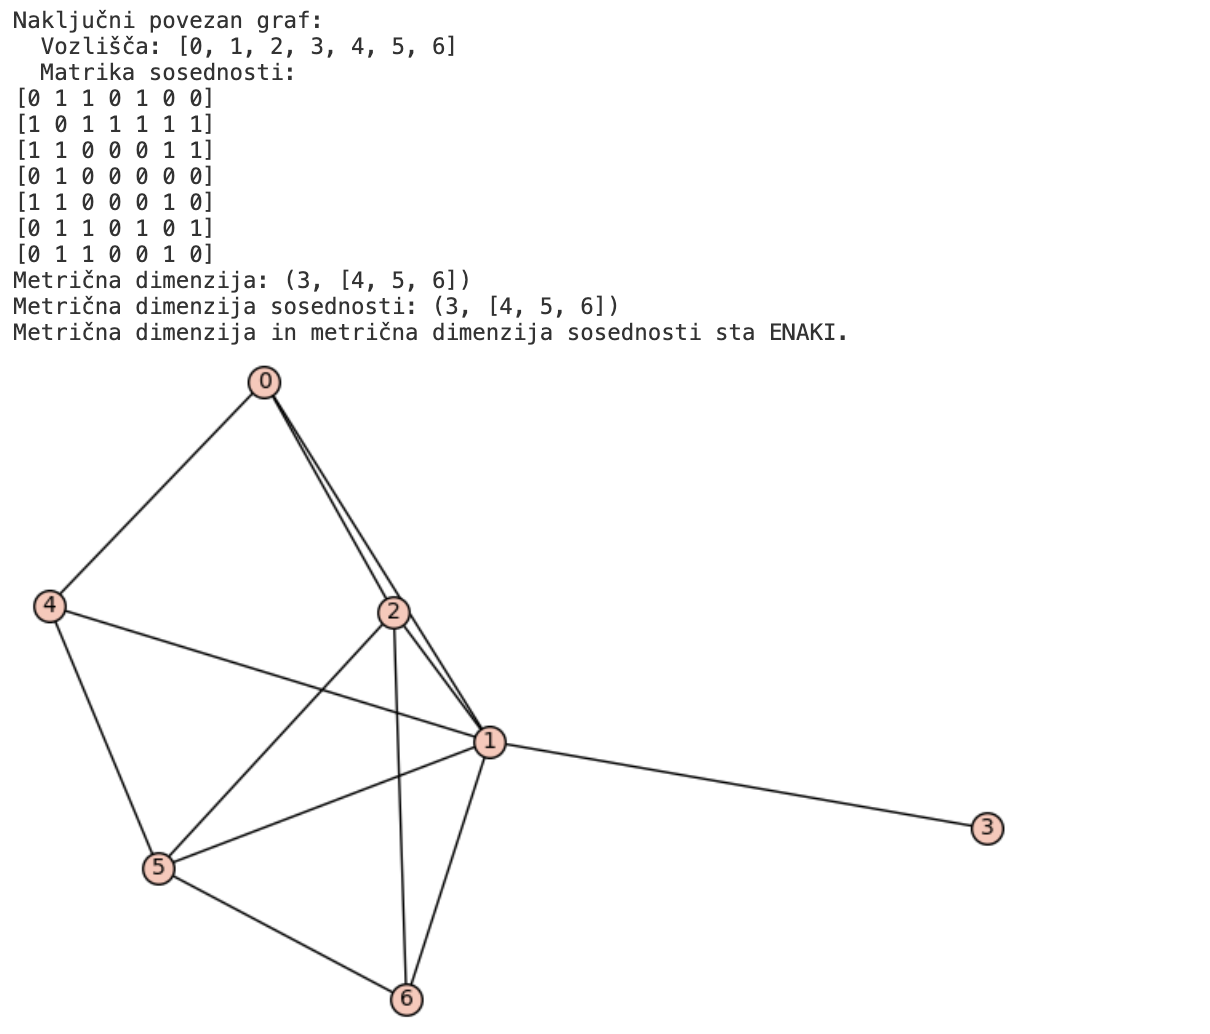 Naključni povezan graf:
  Vozlišča: [0, 1, 2, 3, 4, 5, 6]
  Matrika sosednosti:
[0 1 1 0 1 0 0]
[1 0 1 1 1 1 1]
[1 1 0 0 0 1 1]
[0 1 0 0 0 0 0]
[1 1 0 0 0 1 0]
[0 1 1 0 1 0 1]
[0 1 1 0 0 1 0]
Metrična dimenzija: (3, [4, 5, 6])
Metrična dimenzija sosednosti: (3, [4, 5, 6])
Metrična dimenzija in metrična dimenzija sosednosti sta ENAKI.
0
4
2
1
3
5
6